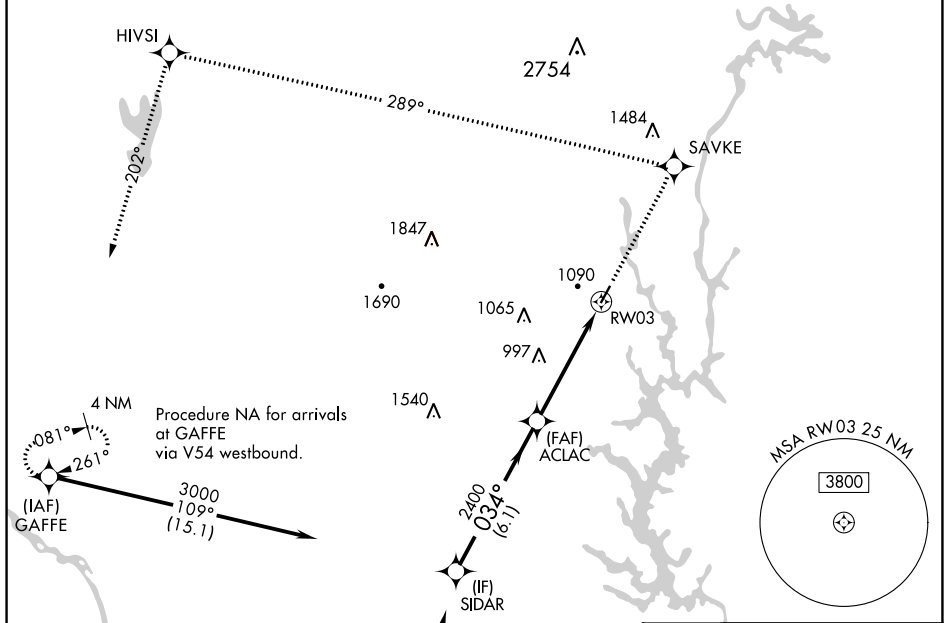 HIVSI
2754
289°
1484
SAVKE
202°
1847
1690
1090
1065
RW03
997
1540
4 NM
081°
261°
Procedure NA for arrivals
at GAFFE
via V54 westbound.
(IAF)
GAFFE
3000
109°
(15.1)
(FAF)
ACLAC
2400
034°
(6.1)
(IF)
SIDAR
MSA RW03 25 NM
3800